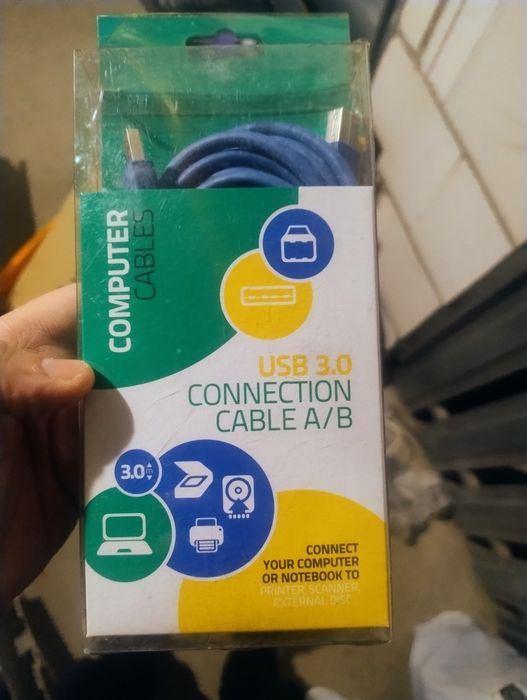 COMPUTER
CABLES
USB 3.0
CONNECTION
CABLE A/B
3.0 m
CONNECT
YOUR COMPUTER
OR NOTEBOOK TO
PRINTER, SCANNER,
EXTERNAL DISC...